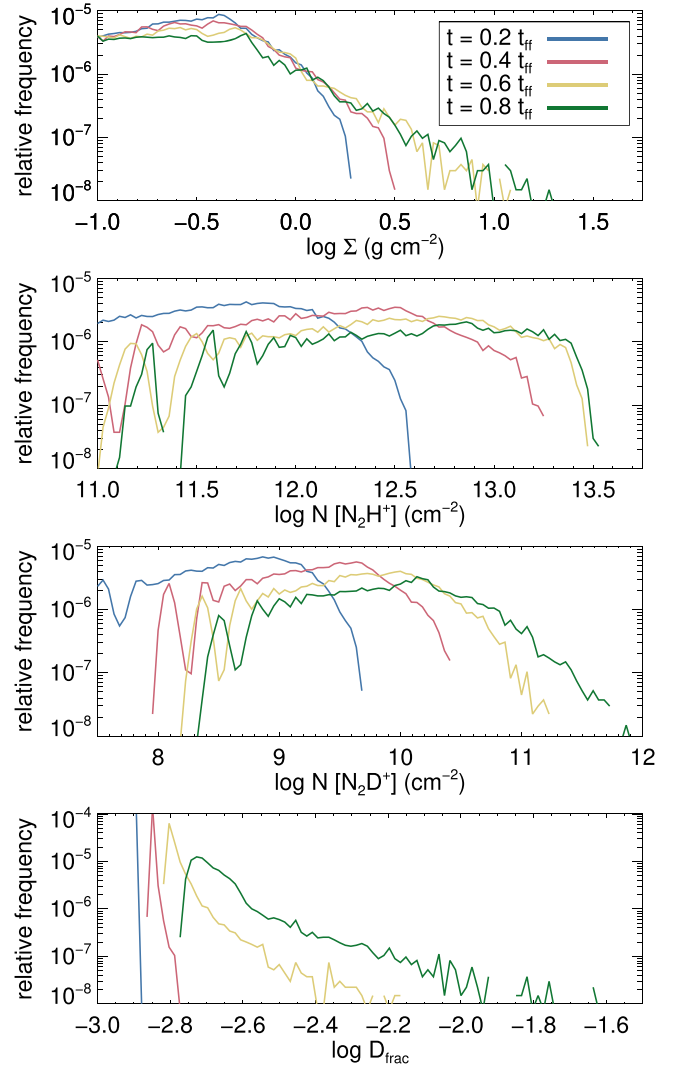 relative frequency
10⁻⁵
10⁻⁶
10⁻⁷
10⁻⁸
t = 0.2 t_ff
t = 0.4 t_ff
t = 0.6 t_ff
t = 0.8 t_ff
−1.0 −0.5 0.0 0.5 1.0 1.5
log Σ (g cm⁻²)
relative frequency
10⁻⁵
10⁻⁶
10⁻⁷
10⁻⁸
11.0 11.5 12.0 12.5 13.0 13.5
log N [N₂H⁺] (cm⁻²)
relative frequency
10⁻⁵
10⁻⁶
10⁻⁷
10⁻⁸
8 9 10 11 12
log N [N₂D⁺] (cm⁻²)
relative frequency
10⁻⁴
10⁻⁵
10⁻⁶
10⁻⁷
10⁻⁸
−3.0 −2.8 −2.6 −2.4 −2.2 −2.0 −1.8 −1.6
log D_frac